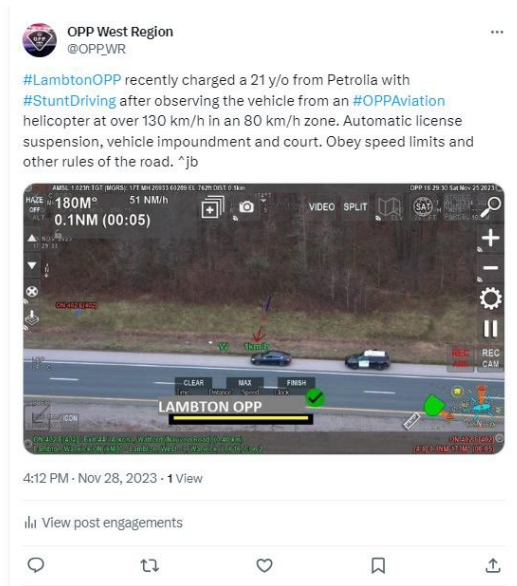 OPP West Region
@OPP_WR
#LambtonOPP recently charged a 21 y/o from Petrolia with
#StuntDriving after observing the vehicle from an #OPPAviation
helicopter at over 130 km/h in an 80 km/h zone. Automatic license
suspension, vehicle impoundment and court. Obey speed limits and
other rules of the road. ^jb
HAZE
OFF
180M°
51 NM/h
VIDEO
SPLIT
SAT
ALT
0.1NM (00:05)
REC
REC
CAM
CLEAR
MAX
FINISH
Speed
LAMBTON OPP
4:12 PM · Nov 28, 2023 · 1 View
View post engagements